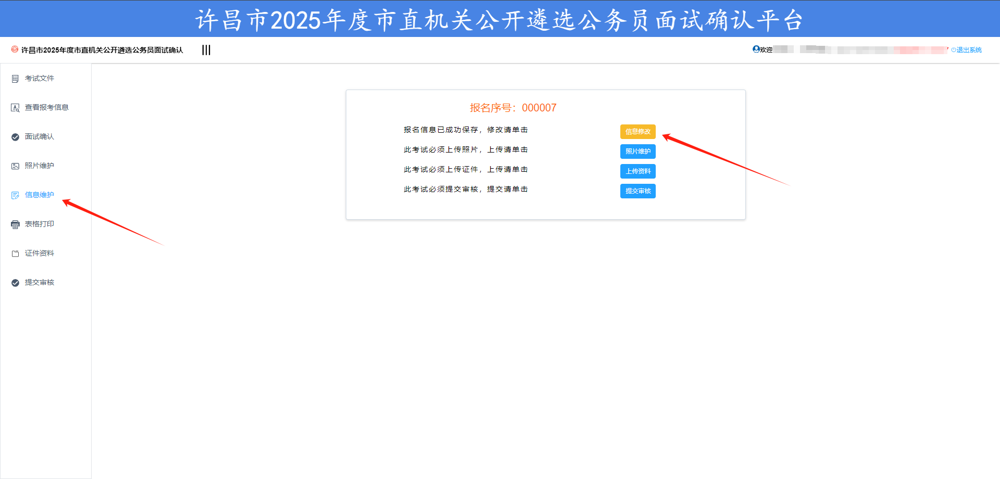 许昌市2025年度市直机关公开遴选公务员面试确认平台
许昌市2025年度市直机关公开遴选公务员面试确认
欢迎
退出系统
考试文件
查看报考信息
面试确认
照片维护
信息维护
表格打印
证件资料
提交审核
报名序号：000007
报名信息已成功保存，修改请单击 信息修改
此考试必须上传照片，上传请单击 照片维护
此考试必须上传证件，上传请单击 上传资料
此考试必须提交审核，提交请单击 提交审核